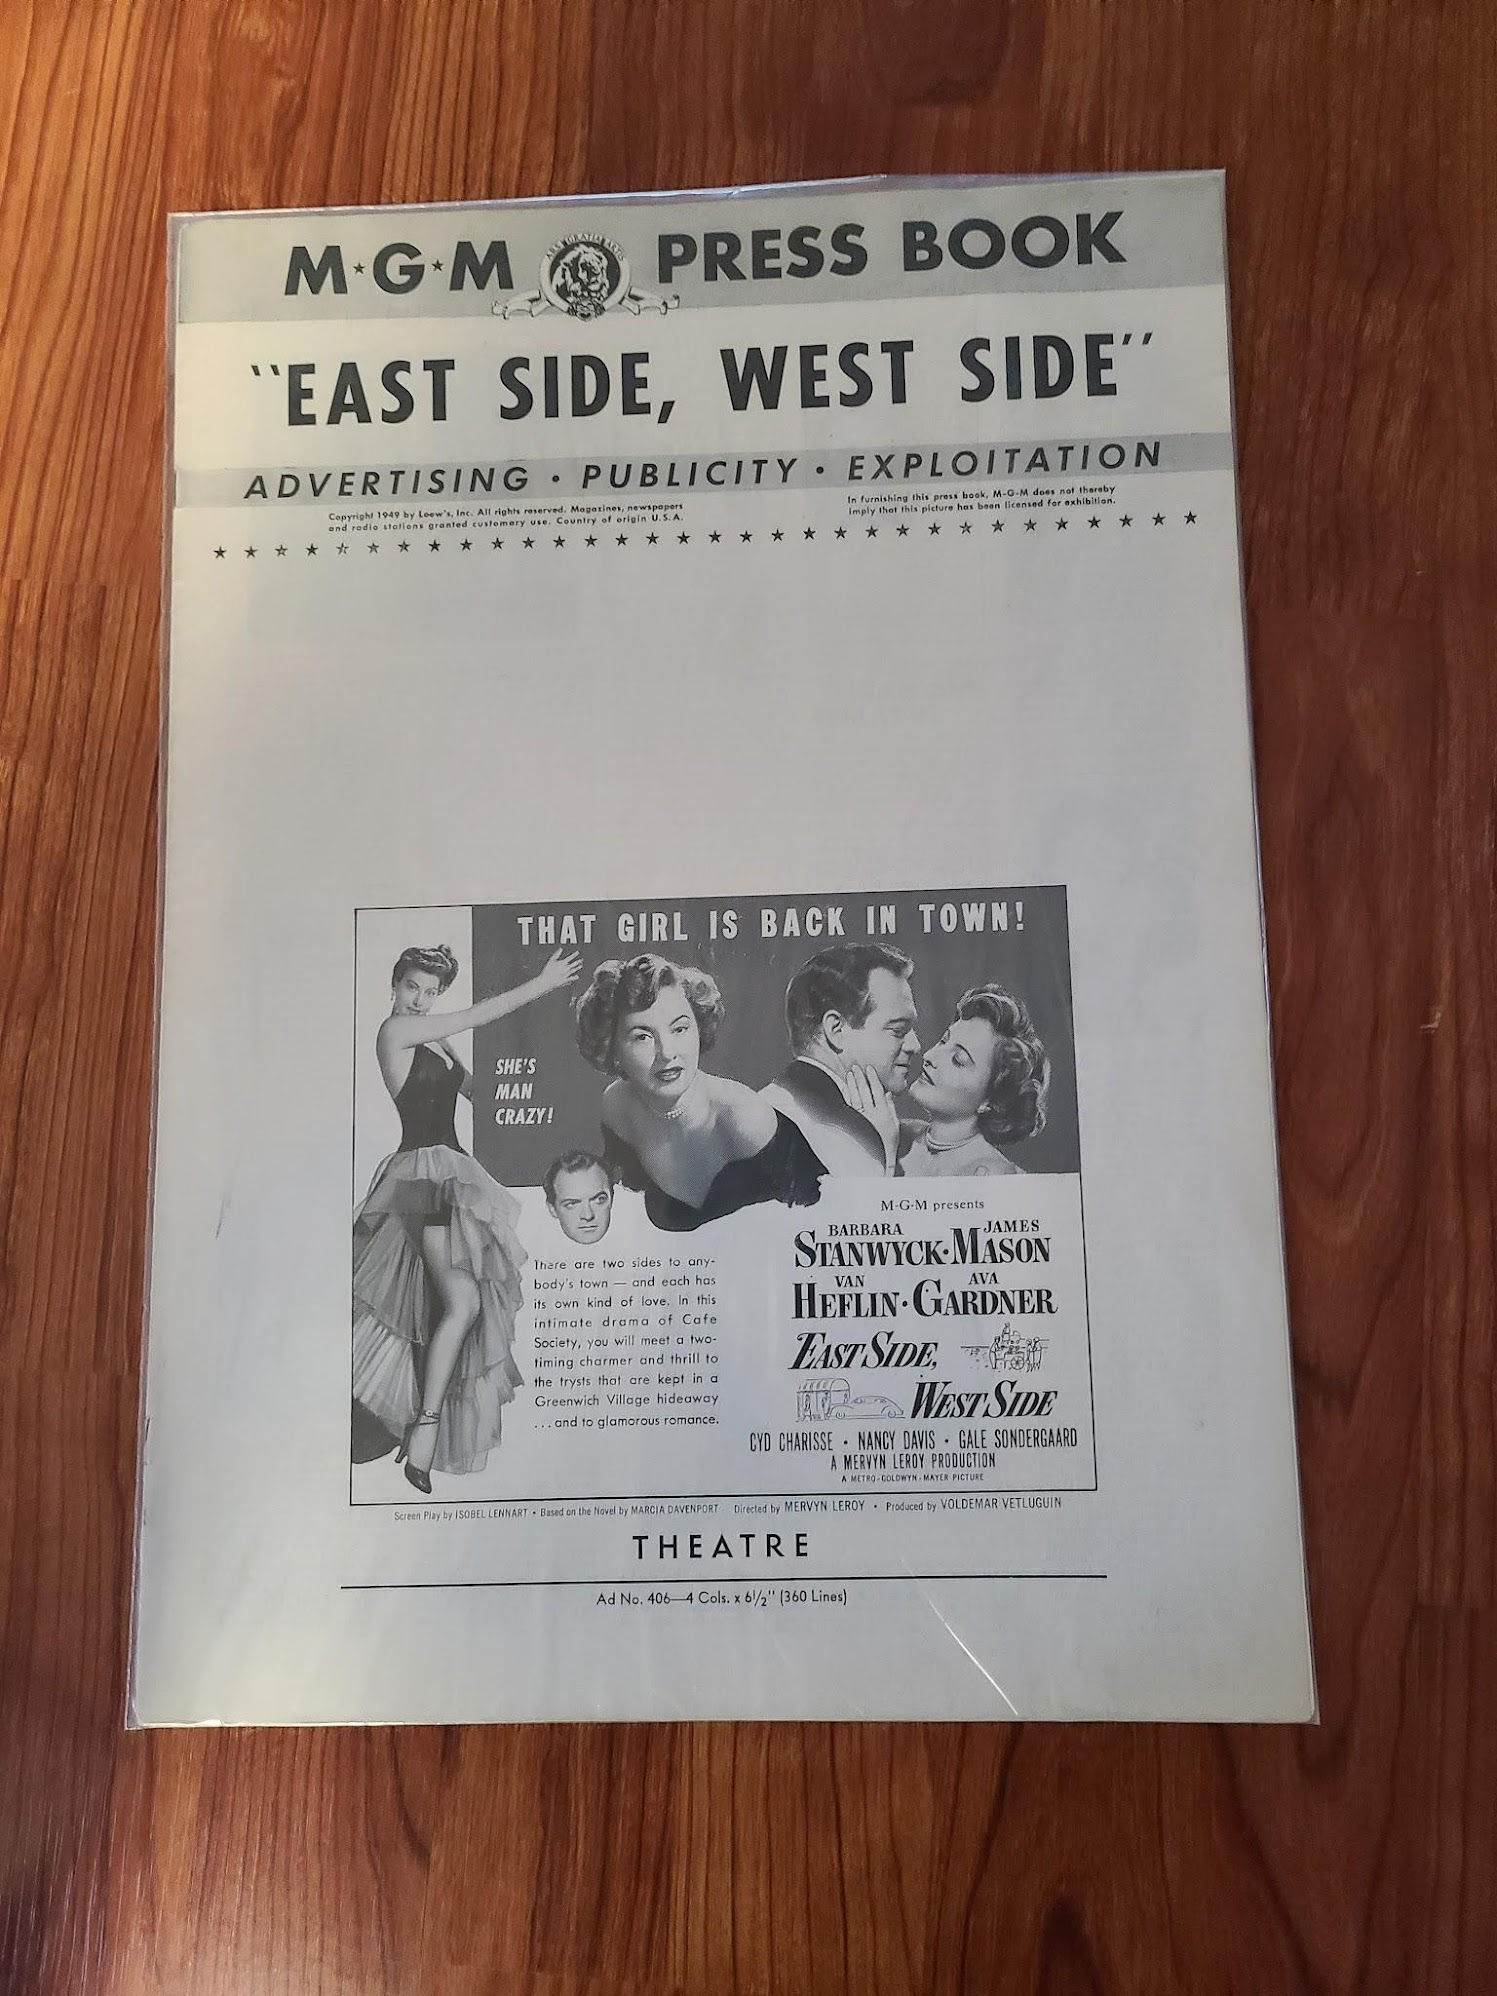 M★G★M PRESS BOOK
ARS GRATIA ARTIS
"EAST SIDE, WEST SIDE"
ADVERTISING • PUBLICITY • EXPLOITATION
Copyright 1949 by Loew's, Inc. All rights reserved. Magazines, newspapers
and radio stations granted customary use. Country of origin U.S.A.
In furnishing this press book, M-G-M does not thereby
imply that this picture has been licensed for exhibition.
THAT GIRL IS BACK IN TOWN!
SHE'S
MAN
CRAZY!
There are two sides to any-
body's town — and each has
its own kind of love. In this
intimate drama of Cafe
Society, you will meet a two-
timing charmer and thrill to
the trysts that are kept in a
Greenwich Village hideaway
... and to glamorous romance.
M-G-M presents
BARBARA JAMES
STANWYCK • MASON
VAN AVA
HEFLIN • GARDNER
EAST SIDE,
WEST SIDE
CYD CHARISSE • NANCY DAVIS • GALE SONDERGAARD
A MERVYN LEROY PRODUCTION
A METRO-GOLDWYN-MAYER PICTURE
Screen Play by ISOBEL LENNART • Based on the Novel by MARCIA DAVENPORT Directed by MERVYN LEROY • Produced by VOLDEMAR VETLUGUIN
THEATRE
Ad No. 406—4 Cols. x 6½" (360 Lines)